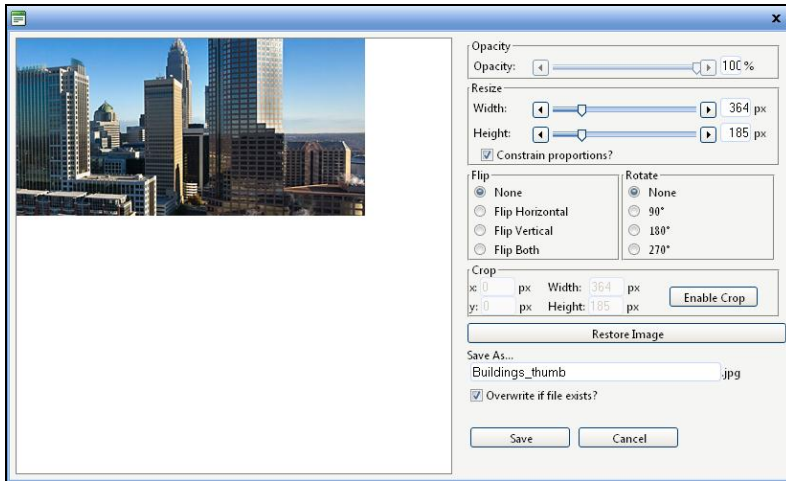 x
Opacity
Opacity: 100 %
Resize
Width: 364 px
Height: 185 px
Constrain proportions?
Flip
None
Flip Horizontal
Flip Vertical
Flip Both
Rotate
None
90°
180°
270°
Crop
x: 0 px Width: 364 px
y: 0 px Height: 185 px
Enable Crop
Restore Image
Save As...
Buildings_thumb .jpg
Overwrite if file exists?
Save Cancel